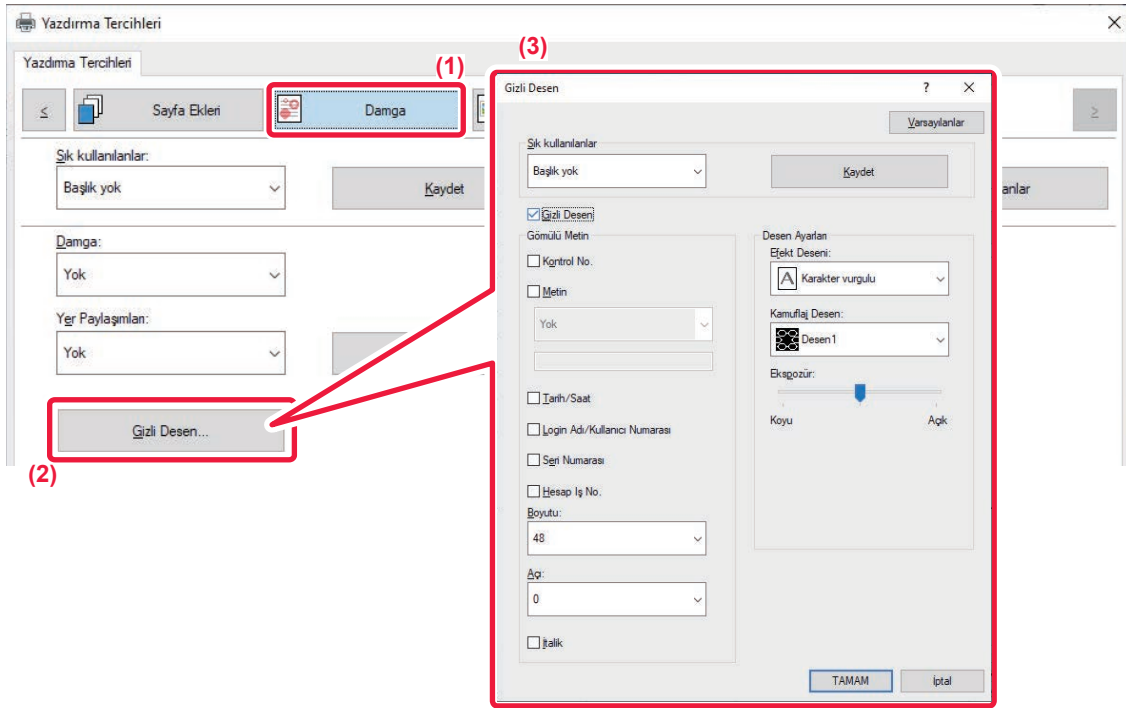 Yazdırma Tercihleri
Yazdırma Tercihleri
(1)
≤
Sayfa Ekleri
Damga
≥
Sık kullanılanlar:
Başlık yok
Kaydet
anlar
Damga:
Yok
Yer Paylaşımları:
Yok
Gizli Desen...
(2)
(3)
Gizli Desen
?
Varsayılanlar
Sık kullanılanlar
Başlık yok
Kaydet
Gizli Desen
Gömülü Metin
Kontrol No.
Metin
Yok
Tarih/Saat
Login Adı/Kullanıcı Numarası
Seri Numarası
Hesap Iş No.
Boyutu:
48
Açı:
0
İtalik
Desen Ayarları
Efekt Deseni:
A Karakter vurgulu
Kamuflaj Desen:
Desen1
Ekspozür:
Koyu Açık
TAMAM
İptal